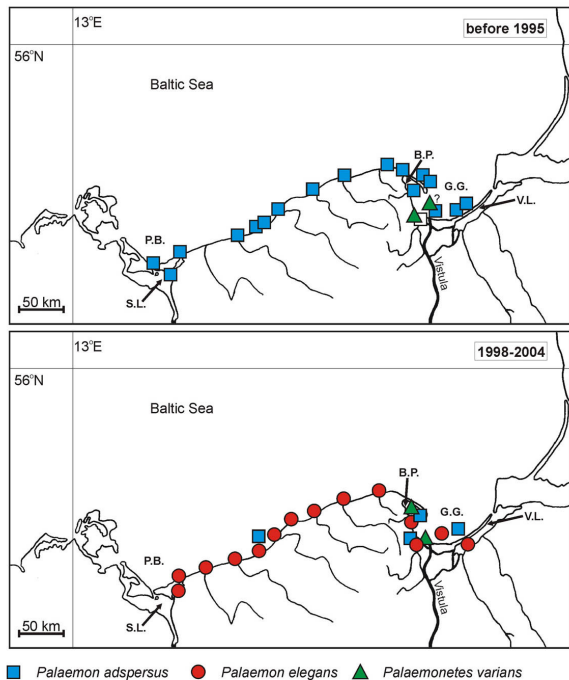 13°E
before 1995
56°N
Baltic Sea
B.P.
G.G.
?
V.L.
P.B.
S.L.
Vistula
50 km
13°E
1998-2004
56°N
Baltic Sea
B.P.
G.G.
V.L.
P.B.
S.L.
Vistula
50 km
Palaemon adspersus Palaemon elegans Palaemonetes varians